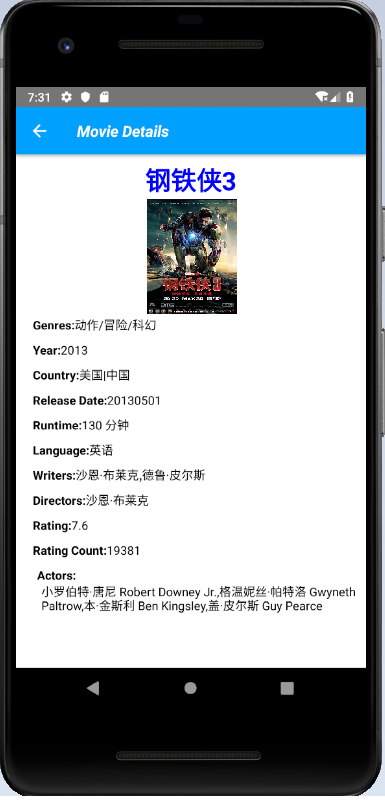 7:31
Movie Details
钢铁侠3
钢铁侠3
Genres:动作/冒险/科幻
Year:2013
Country:美国|中国
Release Date:20130501
Runtime:130 分钟
Language:英语
Writers:沙恩·布莱克,德鲁·皮尔斯
Directors:沙恩·布莱克
Rating:7.6
Rating Count:19381
Actors:
小罗伯特·唐尼 Robert Downey Jr.,格温妮丝·帕特洛 Gwyneth
Paltrow,本·金斯利 Ben Kingsley,盖·皮尔斯 Guy Pearce